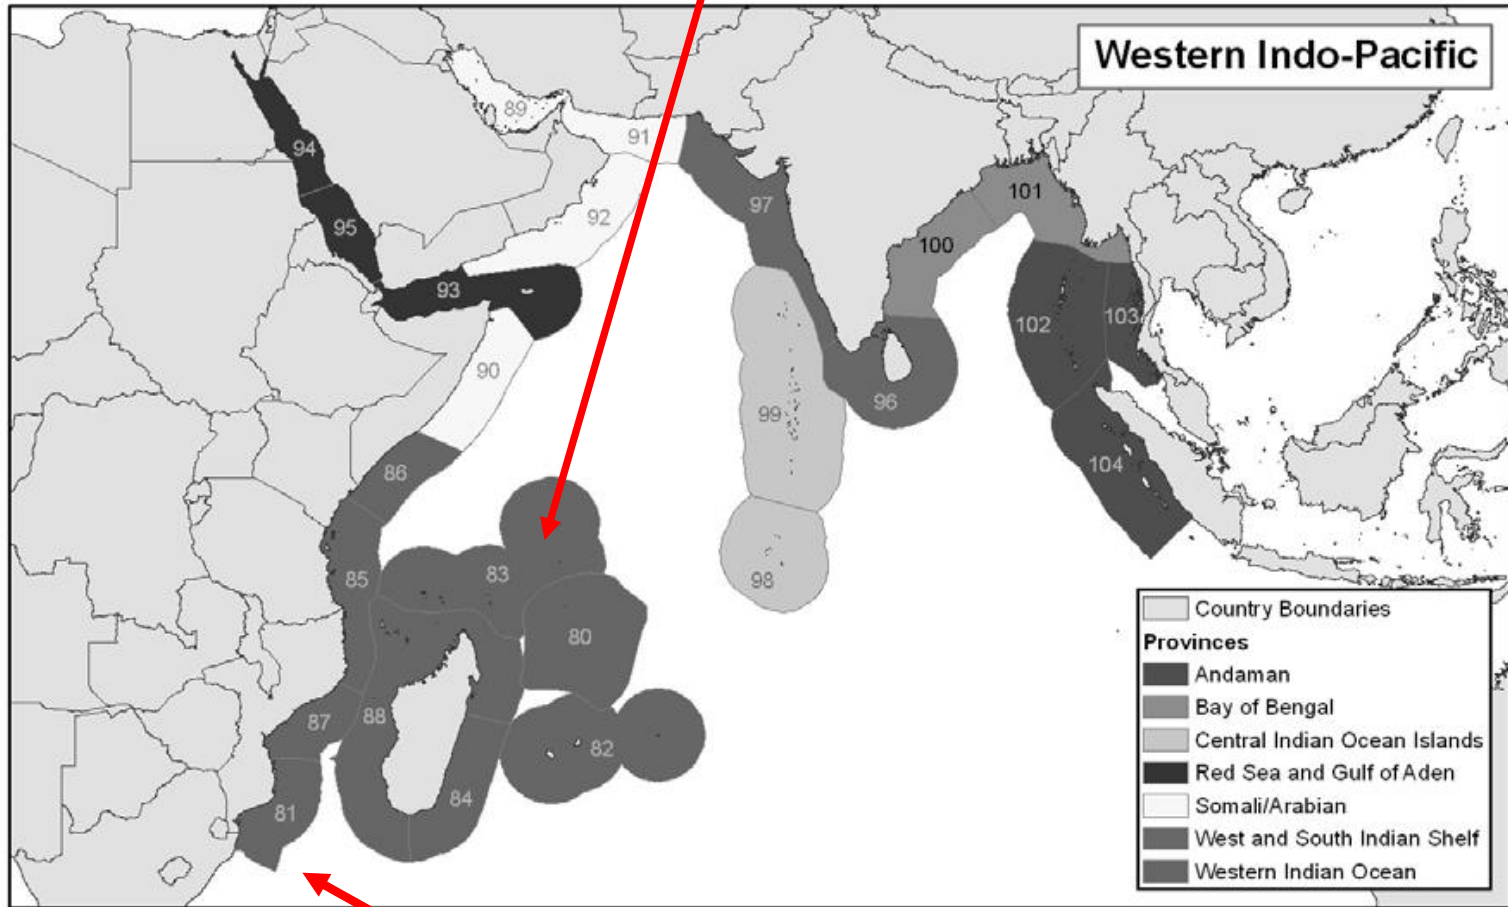 Western Indo-Pacific
89
91
94
92
97
101
95
100
93
102
103
90
99
96
86
104
83
98
85
80
88
87
82
84
81
Country Boundaries
Provinces
Andaman
Bay of Bengal
Central Indian Ocean Islands
Red Sea and Gulf of Aden
Somali/Arabian
West and South Indian Shelf
Western Indian Ocean